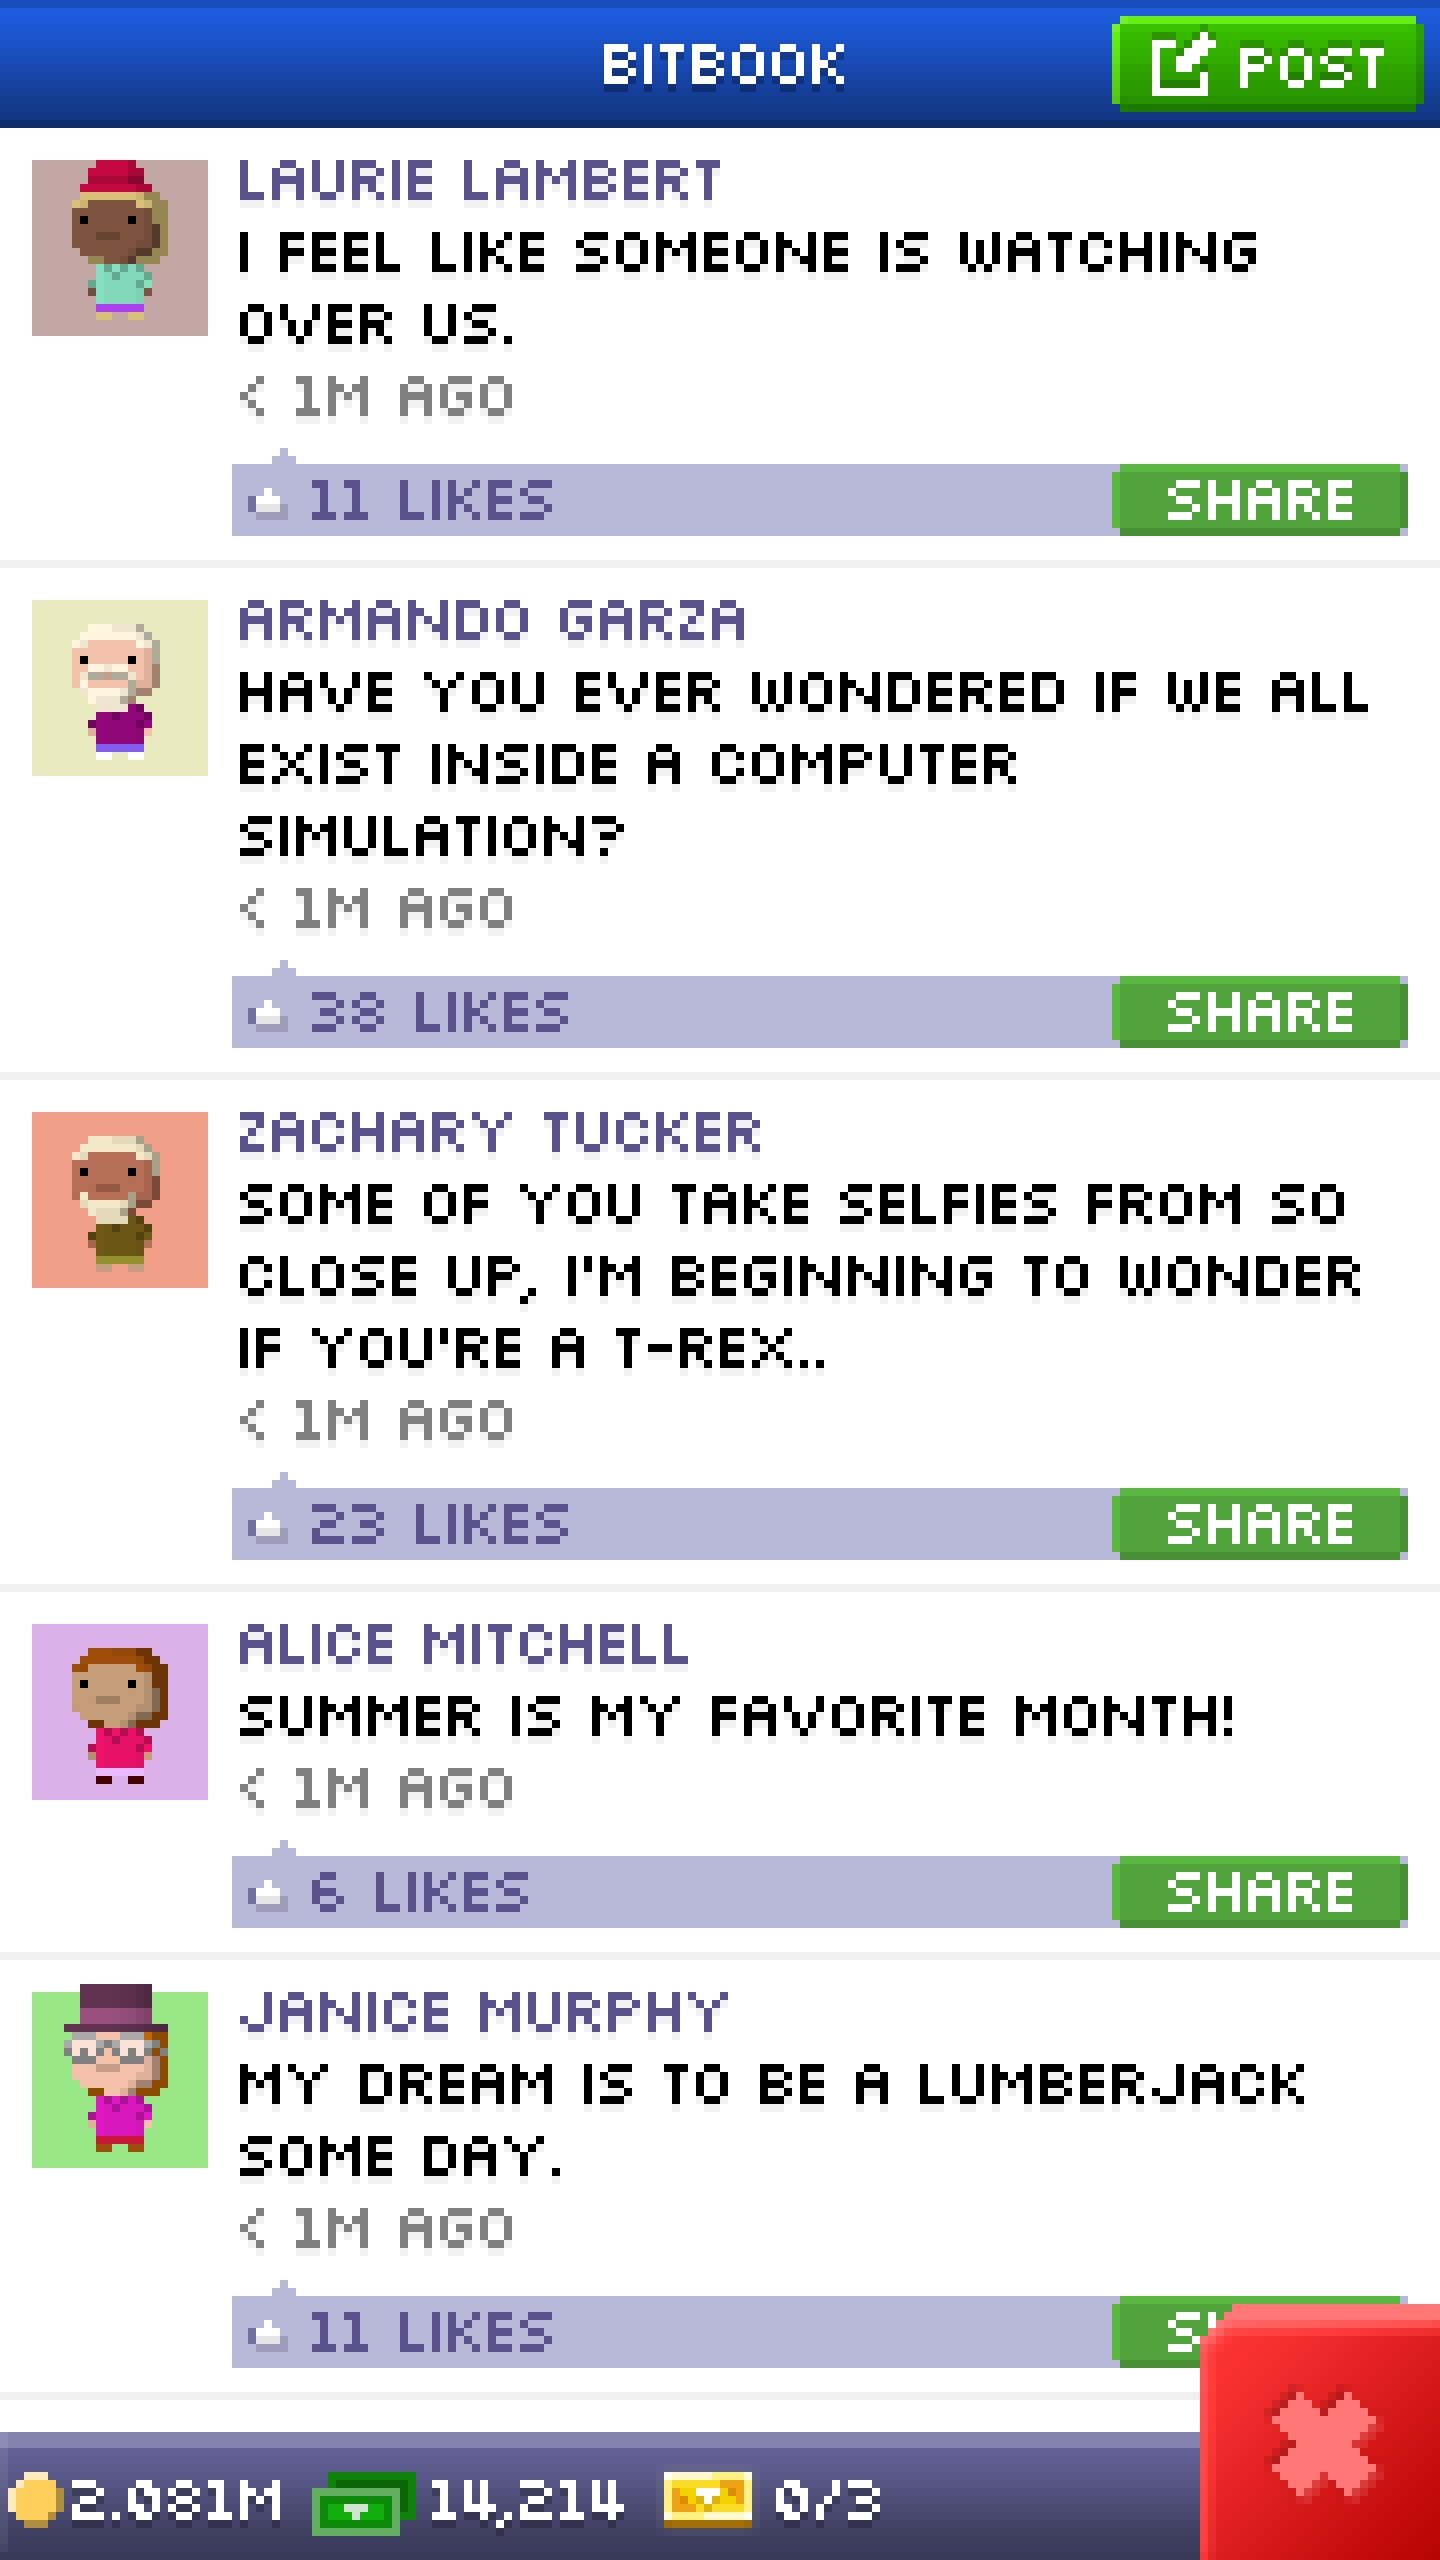 BITBOOK
POST
LAURIE LAMBERT
I FEEL LIKE SOMEONE IS WATCHING
OVER US.
< 1M AGO
11 LIKES
SHARE
ARMANDO GARZA
HAVE YOU EVER WONDERED IF WE ALL
EXIST INSIDE A COMPUTER
SIMULATION?
< 1M AGO
38 LIKES
SHARE
ZACHARY TUCKER
SOME OF YOU TAKE SELFIES FROM SO
CLOSE UP, I'M BEGINNING TO WONDER
IF YOU'RE A T-REX..
< 1M AGO
23 LIKES
SHARE
ALICE MITCHELL
SUMMER IS MY FAVORITE MONTH!
< 1M AGO
6 LIKES
SHARE
JANICE MURPHY
MY DREAM IS TO BE A LUMBERJACK
SOME DAY.
< 1M AGO
11 LIKES
2.081M
14,214
0/3